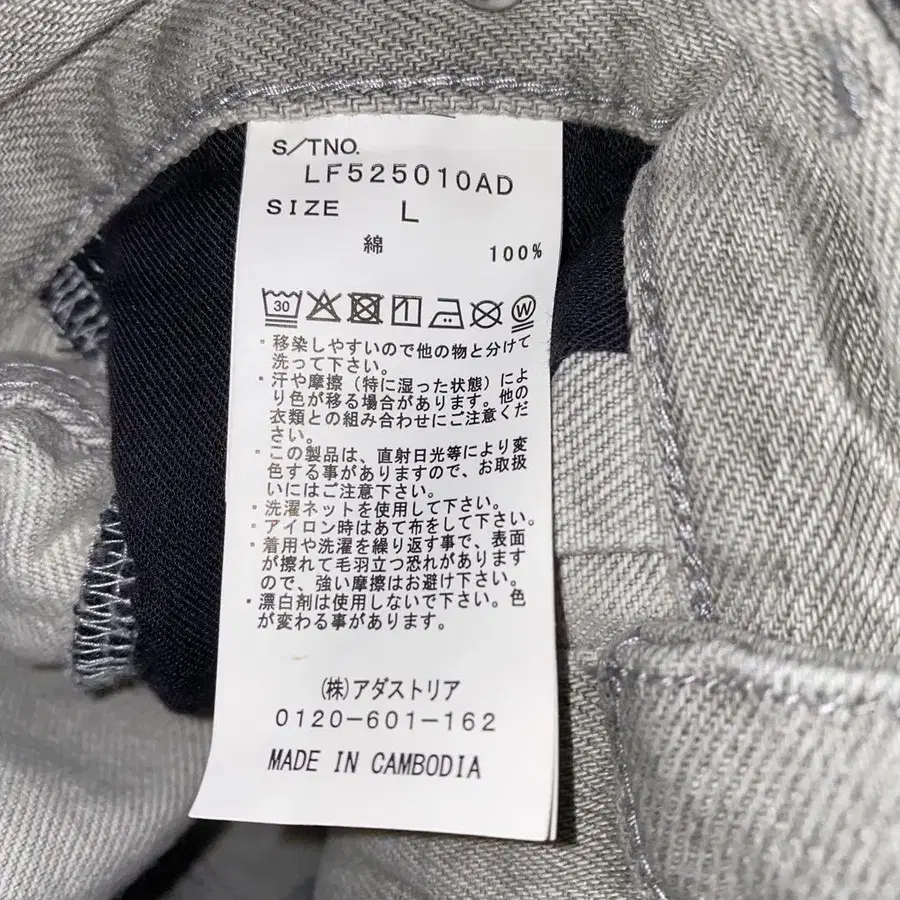 S/TNO.
LF525010AD
SIZE L
綿 100%
30 W
・移染しやすいので他の物と分けて
洗って下さい。
・汗や摩擦（特に湿った状態）によ
り色が移る場合があります。他の
衣類との組み合わせにご注意くだ
さい。
・この製品は、直射日光等により変
色する事がありますので、お取扱
いにはご注意下さい。
・洗濯ネットを使用して下さい。
・アイロン時はあて布をして下さい。
・着用や洗濯を繰り返す事で、表面
が擦れて毛羽立つ恐れがあります
ので、強い摩擦はお避け下さい。
・漂白剤は使用しないで下さい。色
が変わる事があります。
(株)アダストリア
0120-601-162
MADE IN CAMBODIA